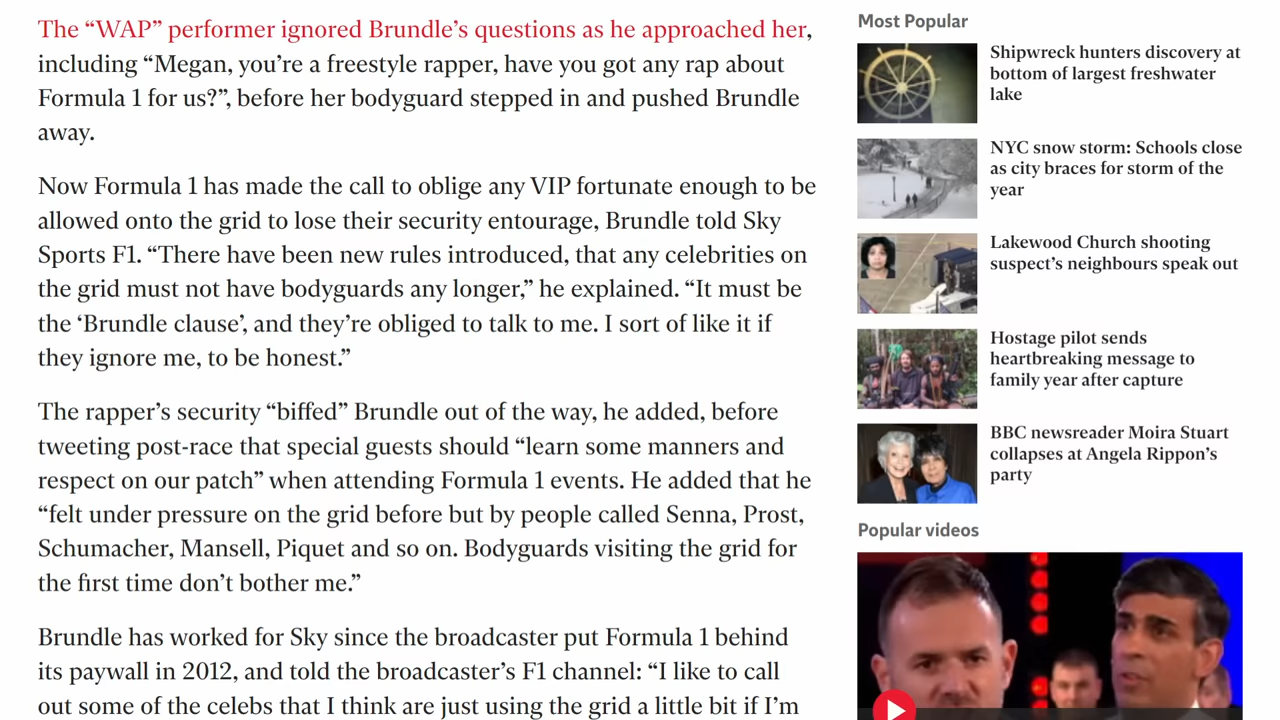 The “WAP” performer ignored Brundle’s questions as he approached her,
including “Megan, you’re a freestyle rapper, have you got any rap about
Formula 1 for us?”, before her bodyguard stepped in and pushed Brundle
away.
Now Formula 1 has made the call to oblige any VIP fortunate enough to be
allowed onto the grid to lose their security entourage, Brundle told Sky
Sports F1. “There have been new rules introduced, that any celebrities on
the grid must not have bodyguards any longer,” he explained. “It must be
the ‘Brundle clause’, and they’re obliged to talk to me. I sort of like it if
they ignore me, to be honest.”
The rapper’s security “biffed” Brundle out of the way, he added, before
tweeting post-race that special guests should “learn some manners and
respect on our patch” when attending Formula 1 events. He added that he
“felt under pressure on the grid before but by people called Senna, Prost,
Schumacher, Mansell, Piquet and so on. Bodyguards visiting the grid for
the first time don’t bother me.”
Brundle has worked for Sky since the broadcaster put Formula 1 behind
its paywall in 2012, and told the broadcaster’s F1 channel: “I like to call
out some of the celebs that I think are just using the grid a little bit if I’m
Most Popular
Shipwreck hunters discovery at
bottom of largest freshwater
lake
NYC snow storm: Schools close
as city braces for storm of the
year
Lakewood Church shooting
suspect’s neighbours speak out
Hostage pilot sends
heartbreaking message to
family year after capture
BBC newsreader Moira Stuart
collapses at Angela Rippon’s
party
Popular videos